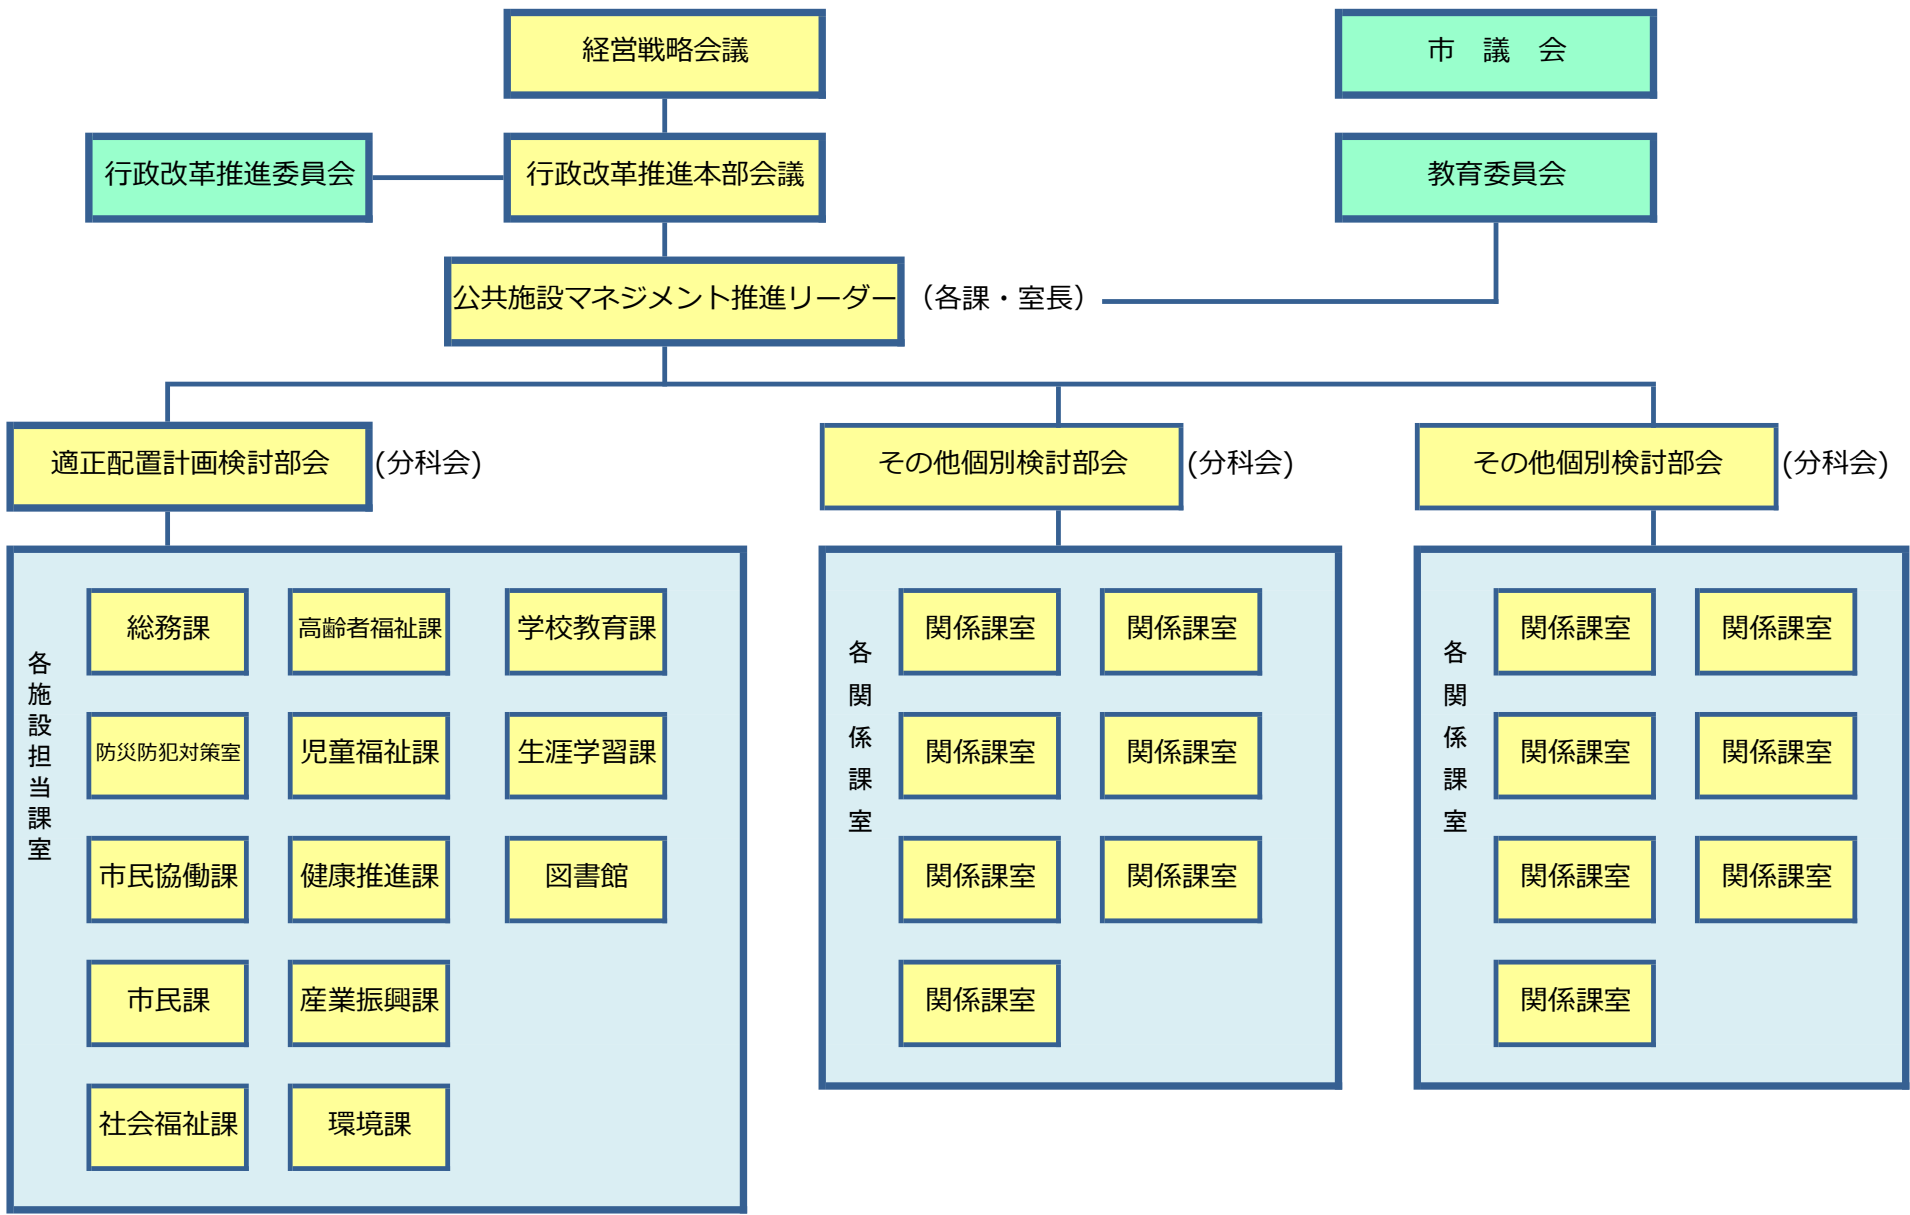 経営戦略会議
市　議　会
行政改革推進委員会
行政改革推進本部会議
教育委員会
公共施設マネジメント推進リーダー
（各課・室長）
適正配置計画検討部会
(分科会)
その他個別検討部会
(分科会)
その他個別検討部会
(分科会)
各施設担当課室
総務課
高齢者福祉課
学校教育課
防災防犯対策室
児童福祉課
生涯学習課
市民協働課
健康推進課
図書館
市民課
産業振興課
社会福祉課
環境課
各関係課室
関係課室
関係課室
関係課室
関係課室
関係課室
関係課室
関係課室
各関係課室
関係課室
関係課室
関係課室
関係課室
関係課室
関係課室
関係課室